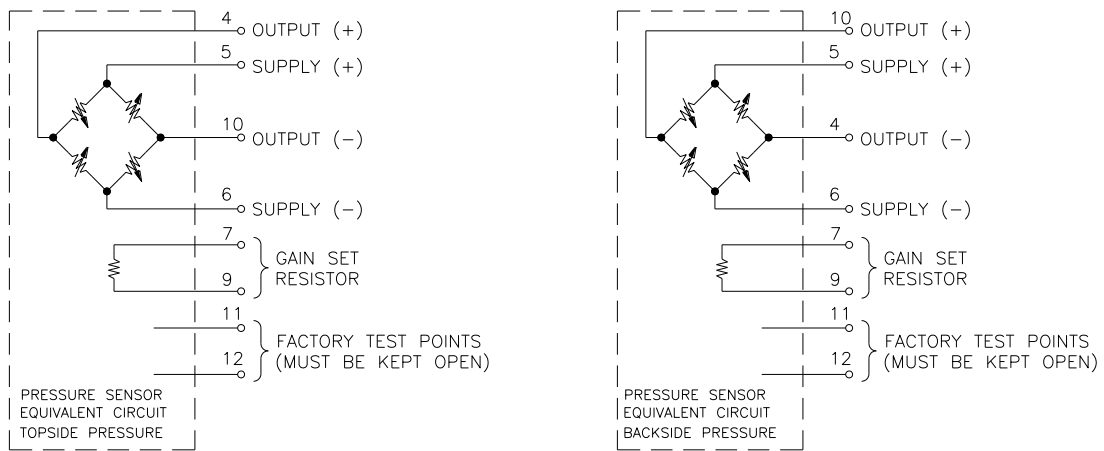 4
OUTPUT (+)
5
SUPPLY (+)
10
OUTPUT (-)
6
SUPPLY (-)
7
GAIN SET
RESISTOR
9
11
FACTORY TEST POINTS
(MUST BE KEPT OPEN)
12
PRESSURE SENSOR
EQUIVALENT CIRCUIT
TOPSIDE PRESSURE
10
OUTPUT (+)
5
SUPPLY (+)
4
OUTPUT (-)
6
SUPPLY (-)
7
GAIN SET
RESISTOR
9
11
FACTORY TEST POINTS
(MUST BE KEPT OPEN)
12
PRESSURE SENSOR
EQUIVALENT CIRCUIT
BACKSIDE PRESSURE